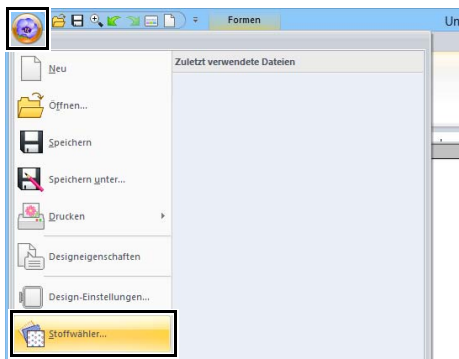 Formen
Un
Zuletzt verwendete Dateien
Neu
Öffnen...
Speichern
Speichern unter...
Drucken
Designeigenschaften
Design-Einstellungen...
Stoffwähler...